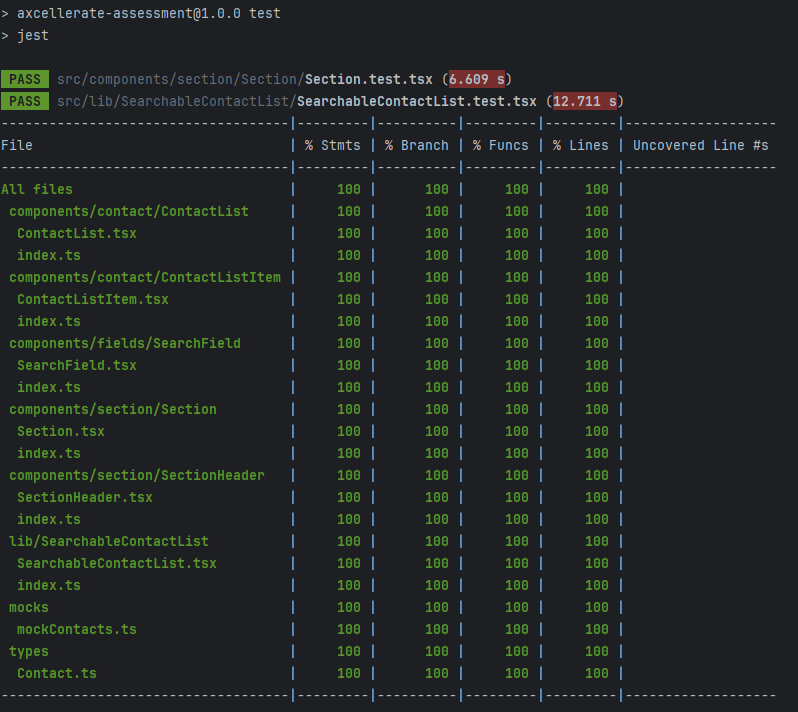 > axcellerate-assessment@1.0.0 test
> jest
PASS src/components/section/Section/Section.test.tsx (6.609 s)
PASS src/lib/SearchableContactList/SearchableContactList.test.tsx (12.711 s)
------------------------------------|---------|----------|---------|---------|-------------------
File | % Stmts | % Branch | % Funcs | % Lines | Uncovered Line #s
------------------------------------|---------|----------|---------|---------|-------------------
All files | 100 | 100 | 100 | 100 |
components/contact/ContactList | 100 | 100 | 100 | 100 |
ContactList.tsx | 100 | 100 | 100 | 100 |
index.ts | 100 | 100 | 100 | 100 |
components/contact/ContactListItem | 100 | 100 | 100 | 100 |
ContactListItem.tsx | 100 | 100 | 100 | 100 |
index.ts | 100 | 100 | 100 | 100 |
components/fields/SearchField | 100 | 100 | 100 | 100 |
SearchField.tsx | 100 | 100 | 100 | 100 |
index.ts | 100 | 100 | 100 | 100 |
components/section/Section | 100 | 100 | 100 | 100 |
Section.tsx | 100 | 100 | 100 | 100 |
index.ts | 100 | 100 | 100 | 100 |
components/section/SectionHeader | 100 | 100 | 100 | 100 |
SectionHeader.tsx | 100 | 100 | 100 | 100 |
index.ts | 100 | 100 | 100 | 100 |
lib/SearchableContactList | 100 | 100 | 100 | 100 |
SearchableContactList.tsx | 100 | 100 | 100 | 100 |
index.ts | 100 | 100 | 100 | 100 |
mocks | 100 | 100 | 100 | 100 |
mockContacts.ts | 100 | 100 | 100 | 100 |
types | 100 | 100 | 100 | 100 |
Contact.ts | 100 | 100 | 100 | 100 |
------------------------------------|---------|----------|---------|---------|-------------------